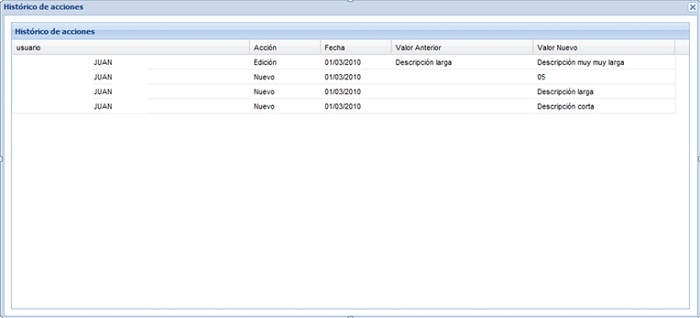 Histórico de acciones
Histórico de acciones
usuario Acción Fecha Valor Anterior Valor Nuevo
JUAN Edición 01/03/2010 Descripción larga Descripción muy muy larga
JUAN Nuevo 01/03/2010 05
JUAN Nuevo 01/03/2010 Descripción larga
JUAN Nuevo 01/03/2010 Descripción corta